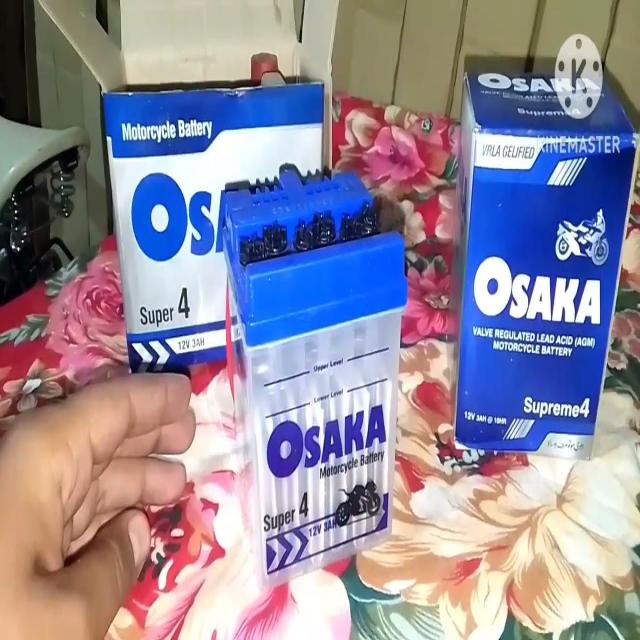 Motorcycle Battery
OSA
Super 4
12V 3AH
Upper Level
Lower Level
OSAKA
Motorcycle Battery
Super 4
12V 3AH
OSAKA
Supreme4
KINEMASTER
VRLA GELIFIED
OSAKA
VALVE REGULATED LEAD ACID (AGM)
MOTORCYCLE BATTERY
Supreme4
12V 3AH @ 10HR